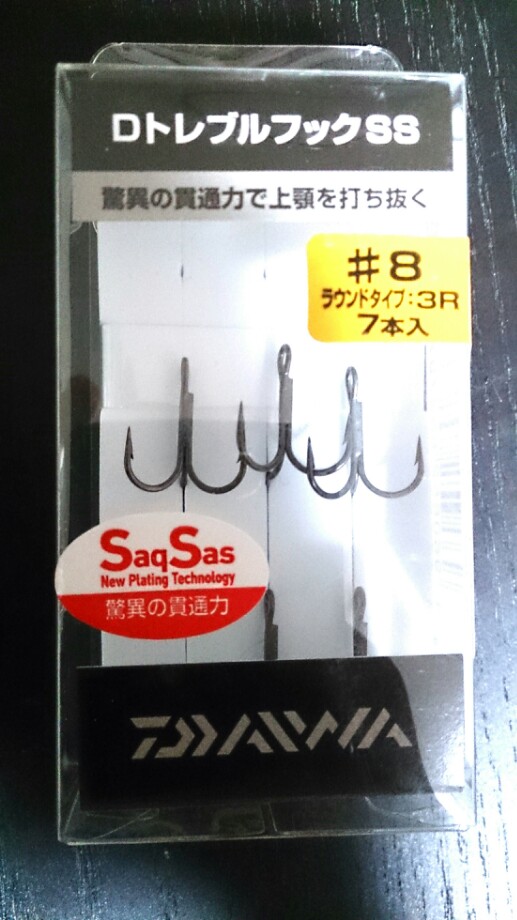 DトレブルフックSS
驚異の貫通力で上顎を打ち抜く
#8
ラウンドタイプ:3R
7本入
SaqSas
New Plating Technology
驚異の貫通力
DAIWA